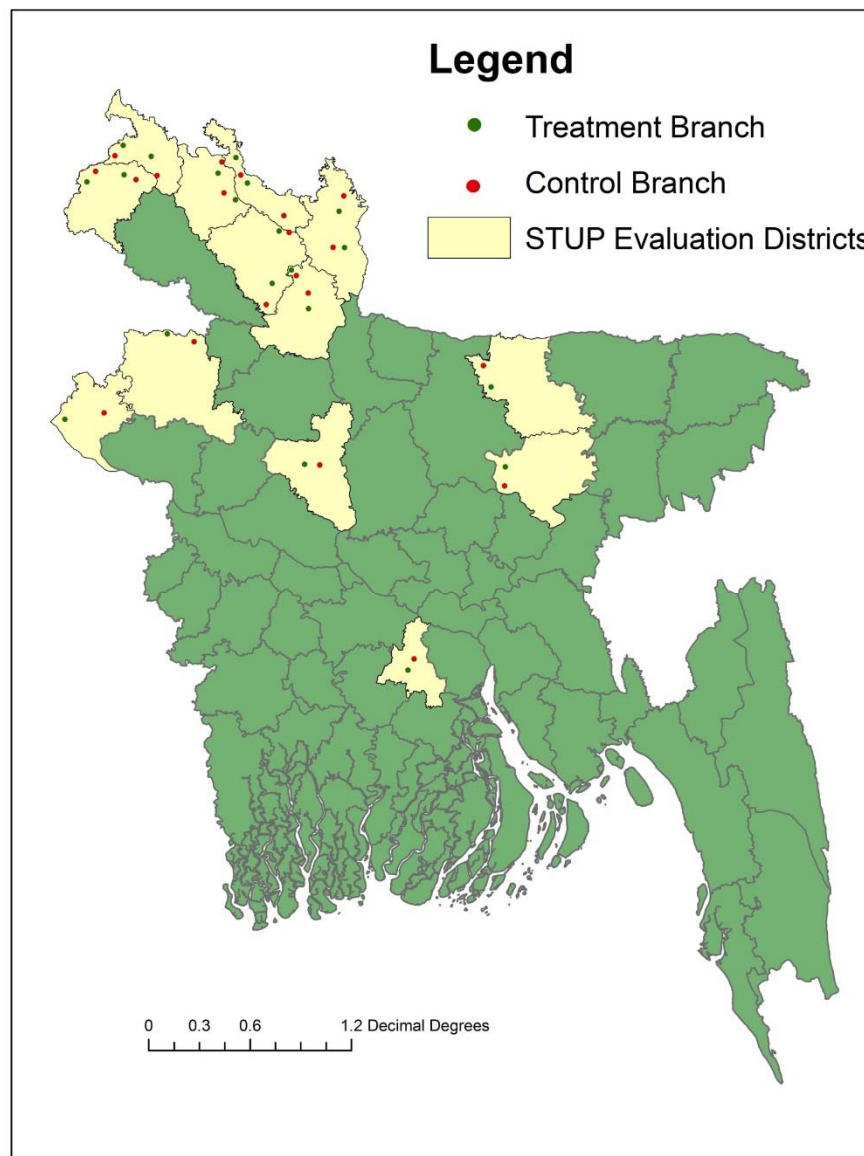 Legend
Treatment Branch
Control Branch
STUP Evaluation Districts
0 0.3 0.6 1.2 Decimal Degrees